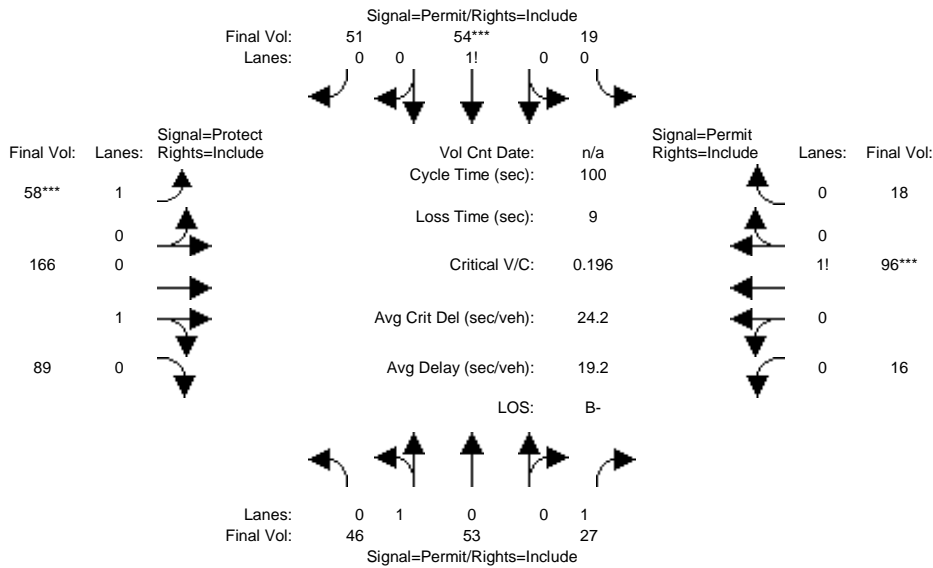 Signal=Permit/Rights=Include
Final Vol: 51 54*** 19
Lanes: 0 0 1! 0 0
Signal=Protect Signal=Permit
Final Vol: Lanes: Rights=Include Vol Cnt Date: n/a Rights=Include Lanes: Final Vol:
Cycle Time (sec): 100
58*** 1 0 18
Loss Time (sec): 9
0 0
166 0 Critical V/C: 0.196 1! 96***
1 Avg Crit Del (sec/veh): 24.2 0
89 0 Avg Delay (sec/veh): 19.2 0 16
LOS: B-
Lanes: 0 1 0 0 1
Final Vol: 46 53 27
Signal=Permit/Rights=Include